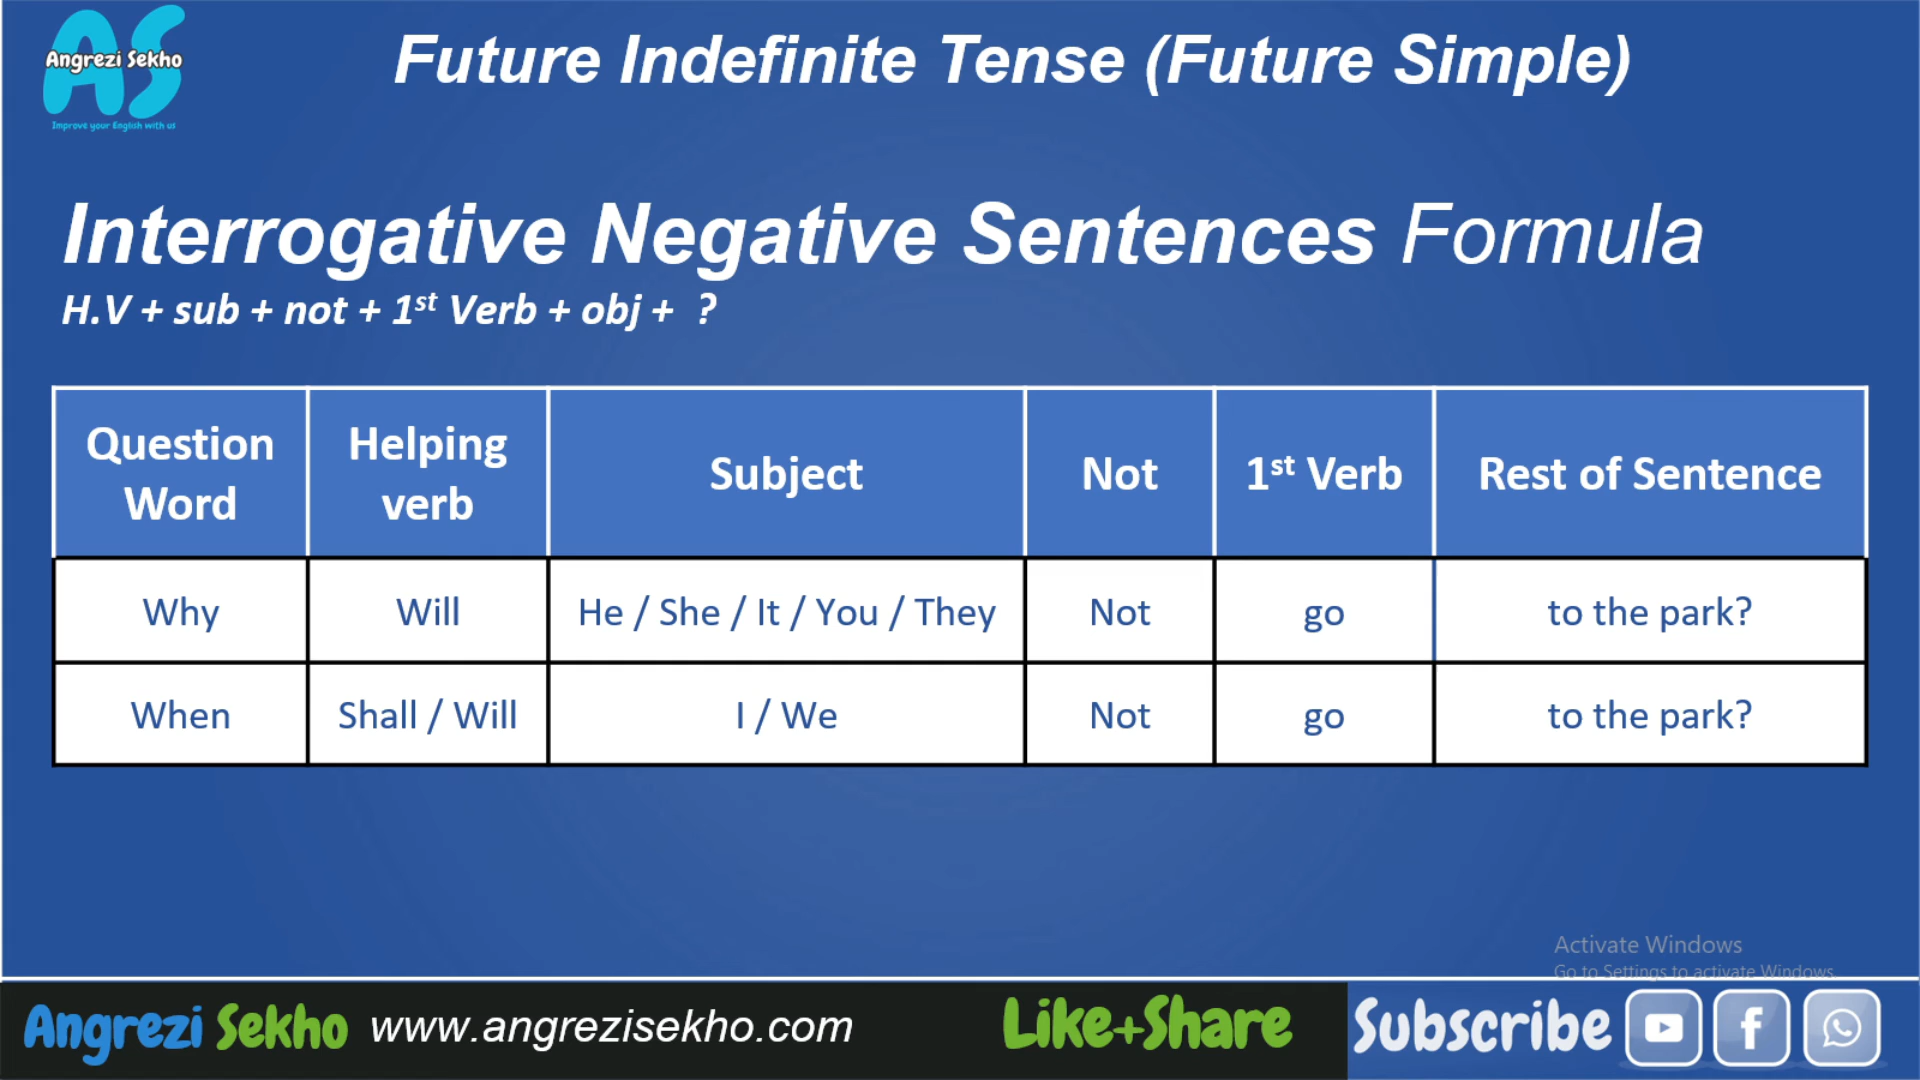 AS
Angrezi Sekho
Improve your English with us
Future Indefinite Tense (Future Simple)
Interrogative Negative Sentences Formula
H.V + sub + not + 1st Verb + obj + ?
Question Word | Helping verb | Subject | Not | 1st Verb | Rest of Sentence
Why | Will | He / She / It / You / They | Not | go | to the park?
When | Shall / Will | I / We | Not | go | to the park?
Activate Windows
Go to Settings to activate Windows.
Angrezi Sekho www.angrezisekho.com Like+Share Subscribe